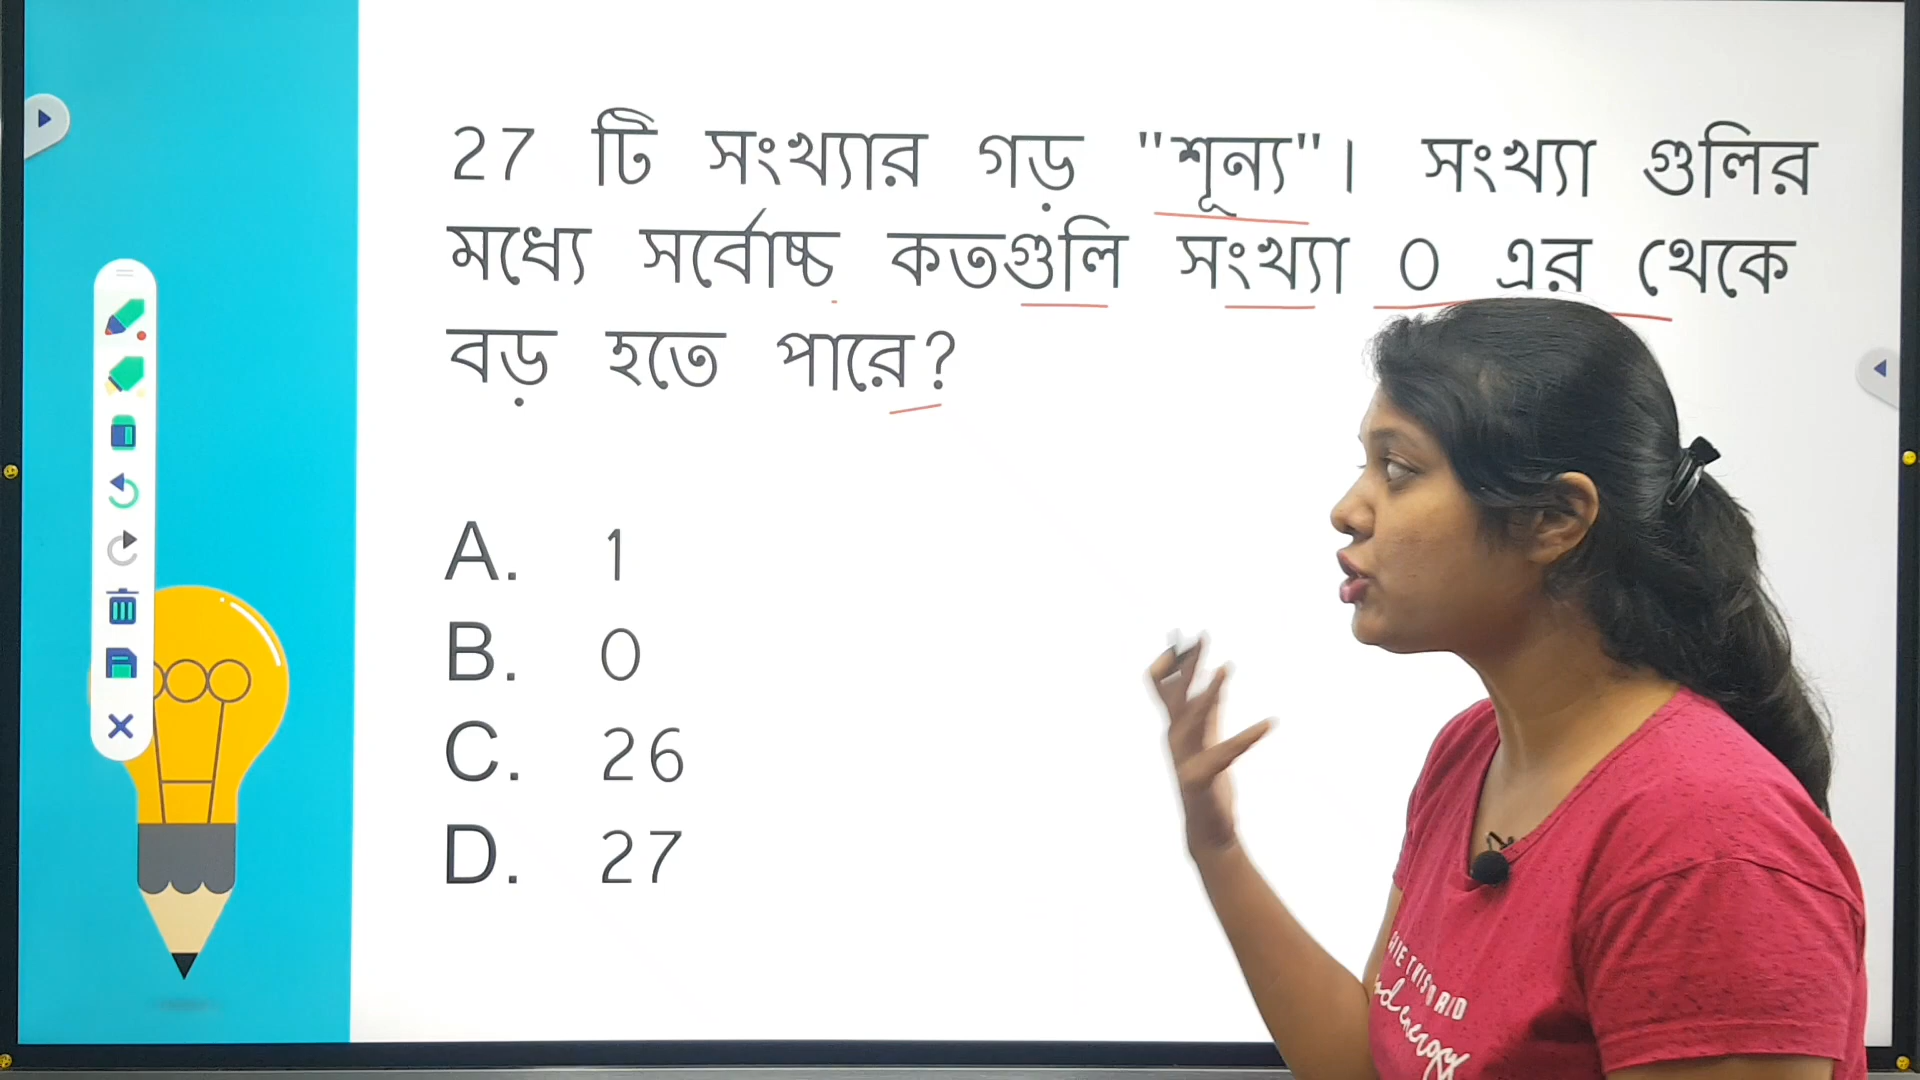 27 টি সংখ্যার গড় "শূন্য"। সংখ্যা গুলির
মধ্যে সর্বোচ্চ কতগুলি সংখ্যা 0 এর থেকে
বড় হতে পারে?
A. 1
B. 0
C. 26
D. 27